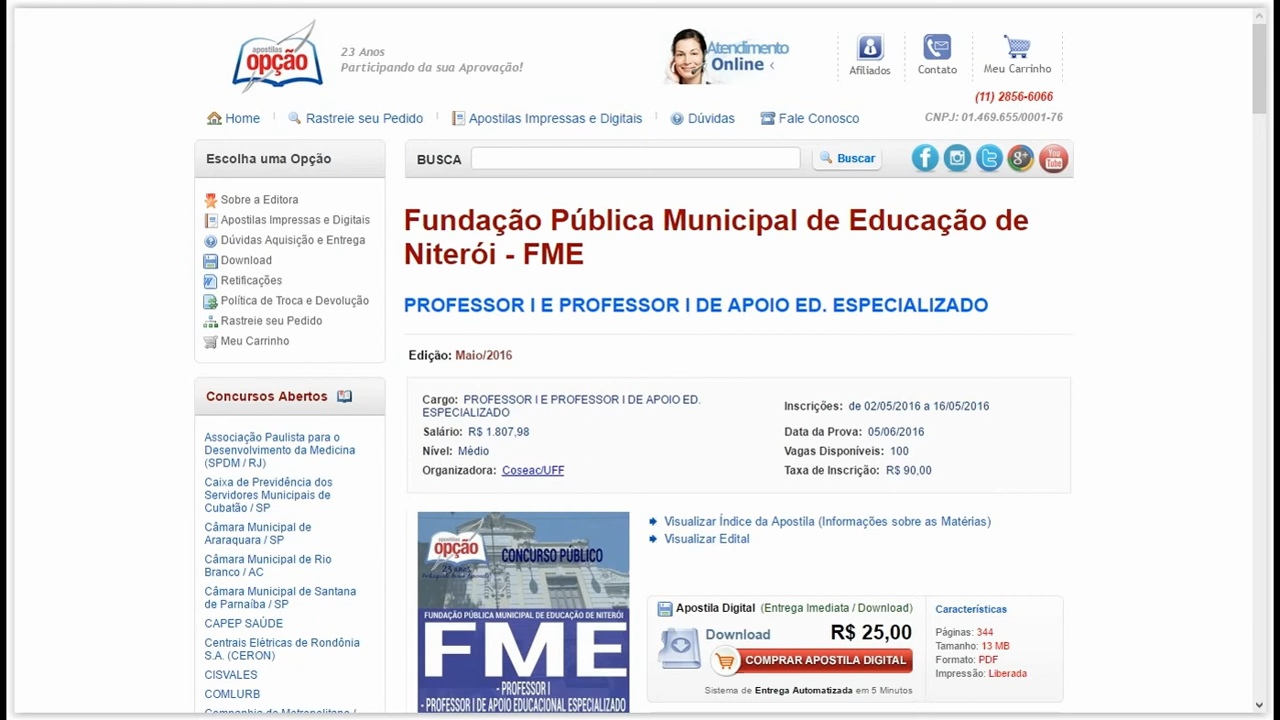 apostilas
opção
23 Anos
Participando da sua Aprovação!
Atendimento
Online
Afiliados
Contato
Meu Carrinho
(11) 2856-6066
CNPJ: 01.469.655/0001-76
Home
Rastreie seu Pedido
Apostilas Impressas e Digitais
Dúvidas
Fale Conosco
Escolha uma Opção
Sobre a Editora
Apostilas Impressas e Digitais
Dúvidas Aquisição e Entrega
Download
Retificações
Política de Troca e Devolução
Rastreie seu Pedido
Meu Carrinho
Concursos Abertos
Associação Paulista para o
Desenvolvimento da Medicina
(SPDM / RJ)
Caixa de Previdência dos
Servidores Municipais de
Cubatão / SP
Câmara Municipal de
Araraquara / SP
Câmara Municipal de Rio
Branco / AC
Câmara Municipal de Santana
de Parnaíba / SP
CAPEP SAÚDE
Centrais Elétricas de Rondônia
S.A. (CERON)
CISVALES
COMLURB
BUSCA
Buscar
You
Tube
Fundação Pública Municipal de Educação de
Niterói - FME
PROFESSOR I E PROFESSOR I DE APOIO ED. ESPECIALIZADO
Edição: Maio/2016
Cargo: PROFESSOR I E PROFESSOR I DE APOIO ED.
ESPECIALIZADO
Salário: R$ 1.807,98
Nível: Médio
Organizadora: Coseac/UFF
Inscrições: de 02/05/2016 a 16/05/2016
Data da Prova: 05/06/2016
Vagas Disponíveis: 100
Taxa de Inscrição: R$ 90,00
apostilas
opção
23 anos
CONCURSO PÚBLICO
FUNDAÇÃO PÚBLICA MUNICIPAL DE EDUCAÇÃO DE NITERÓI
FME
- PROFESSOR I
- PROFESSOR I DE APOIO EDUCACIONAL ESPECIALIZADO
Visualizar Índice da Apostila (Informações sobre as Matérias)
Visualizar Edital
Apostila Digital (Entrega Imediata / Download)
Download
R$ 25,00
COMPRAR APOSTILA DIGITAL
Sistema de Entrega Automatizada em 5 Minutos
Características
Páginas: 344
Tamanho: 13 MB
Formato: PDF
Impressão: Liberada